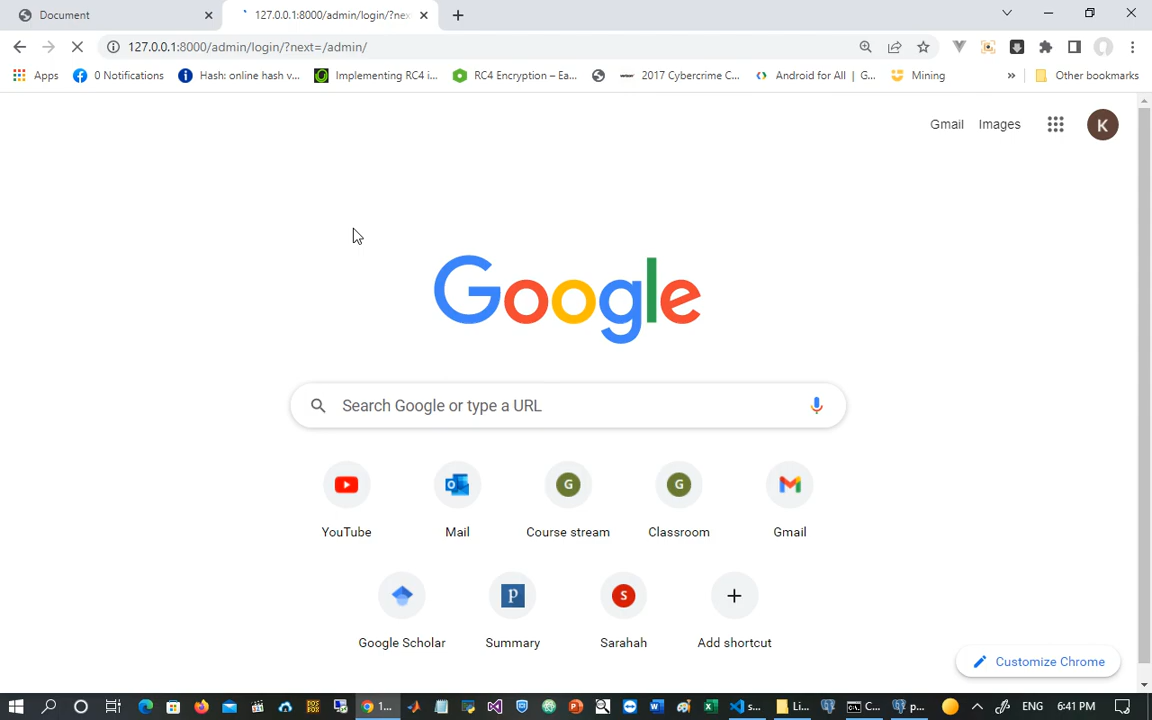 Document
127.0.0.1:8000/admin/login/?nex
127.0.0.1:8000/admin/login/?next=/admin/
Apps
0 Notifications
Hash: online hash v...
Implementing RC4 i...
RC4 Encryption – Ea...
2017 Cybercrime C...
Android for All | G...
Mining
»
Other bookmarks
Gmail
Images
K
Google
Search Google or type a URL
G
G
YouTube
Mail
Course stream
Classroom
Gmail
P
S
Google Scholar
Summary
Sarahah
Add shortcut
Customize Chrome
1...
s...
Li...
C...
p...
ENG
6:41 PM